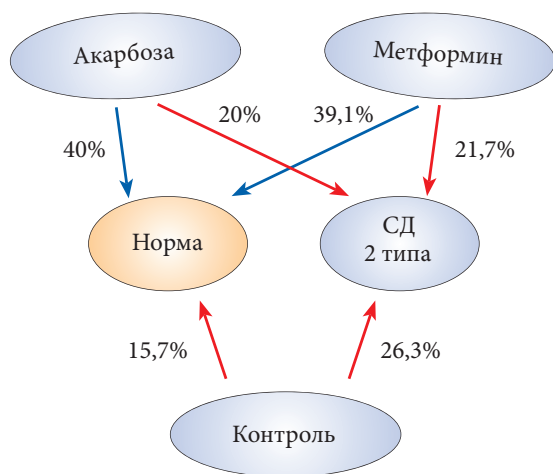 Акарбоза
Метформин
20%
39,1%
40%
21,7%
Норма
СД
2 типа
15,7%
26,3%
Контроль